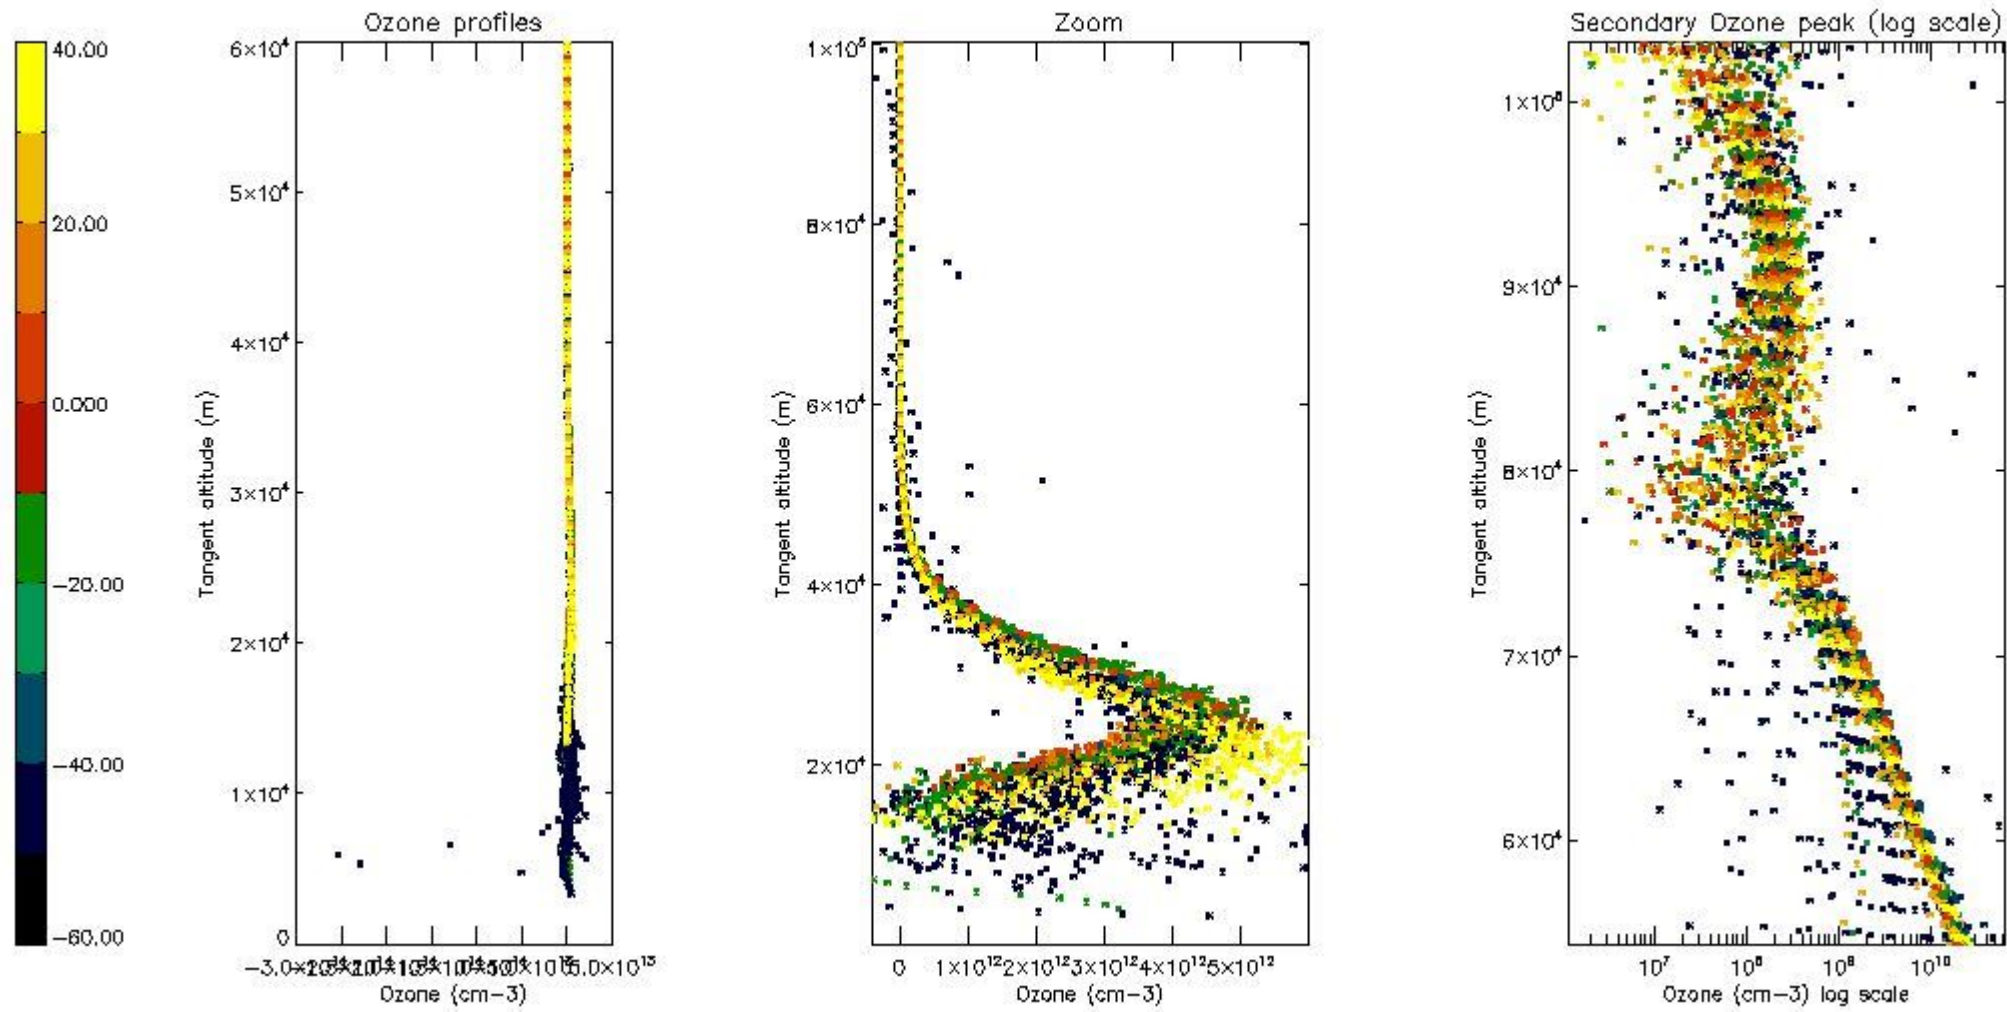 Ozone profiles
Zoom
Secondary Ozone peak (log scale)
40.00
20.00
0.000
−20.00
−40.00
−60.00
6×10⁴
5×10⁴
4×10⁴
3×10⁴
2×10⁴
1×10⁴
0
Tangent altitude (m)
5.0×10¹³
Ozone (cm−3)
1×10⁵
8×10⁴
6×10⁴
4×10⁴
2×10⁴
Tangent altitude (m)
0 1×10¹² 2×10¹² 3×10¹² 4×10¹² 5×10¹²
Ozone (cm−3)
1×10⁵
9×10⁴
8×10⁴
7×10⁴
6×10⁴
Tangent altitude (m)
10⁷ 10⁸ 10⁹ 10¹⁰
Ozone (cm−3) log scale